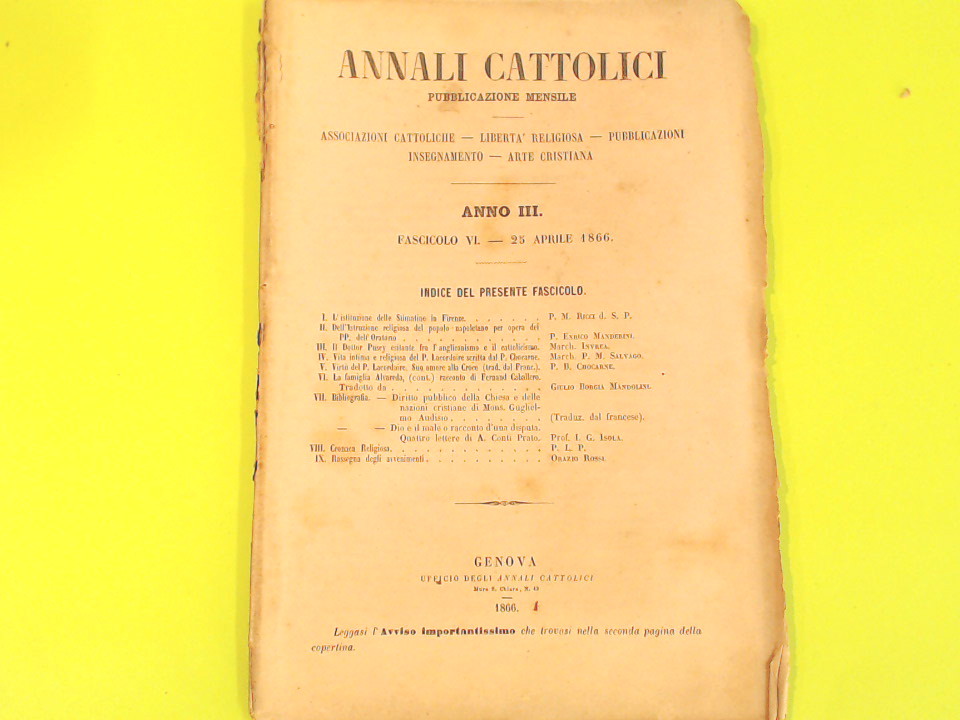 ANNALI CATTOLICI
PUBBLICAZIONE MENSILE
ASSOCIAZIONI CATTOLICHE — LIBERTA' RELIGIOSA — PUBBLICAZIONI
INSEGNAMENTO — ARTE CRISTIANA
ANNO III.
FASCICOLO VI. — 25 APRILE 1866.
INDICE DEL PRESENTE FASCICOLO.
I. L'istituzione delle Stimatine in Firenze. . . . . . . P. M. RICCI d. S. P.
II. Dell'Istruzione religiosa del popolo napoletano per opera dei
PP. dell'Oratorio . . . . . . . . . . . . P. ENRICO MANDERINI.
III. Il Dottor Pusey esitante fra l'anglicanismo e il cattolicismo. March. INVREA.
IV. Vita intima e religiosa del P. Lacordaire scritta dal P. Chocarne. March. P. M. SALVAGO.
V. Virtù del P. Lacordaire. Suo amore alla Croce (trad. dal Franc.). P. B. CHOCARNE.
VI. La famiglia Alvareda, (cont.) racconto di Fernand Caballero.
Tradotto da . . . . . . . . . . . . . GIULIO BORGIA MANDOLINI.
VII. Bibliografia. — Diritto pubblico della Chiesa e delle
nazioni cristiane di Mons. Gugliel-
mo Audisio . . . . . . . . (Traduz. dal francese).
— — Dio e il male o racconto d'una disputa.
Quattro lettere di A. Conti Prato. Prof. I. G. ISOLA.
VIII. Cronaca Religiosa. . . . . . . . . . . . . P. L. P.
IX. Rassegna degli avvenimenti. . . . . . . . . . ORAZIO ROSSI.
GENOVA
UFFICIO DEGLI ANNALI CATTOLICI
Mura S. Chiara, N. 43
1866.
Leggasi l'Avviso importantissimo che trovasi nella seconda pagina della
copertina.